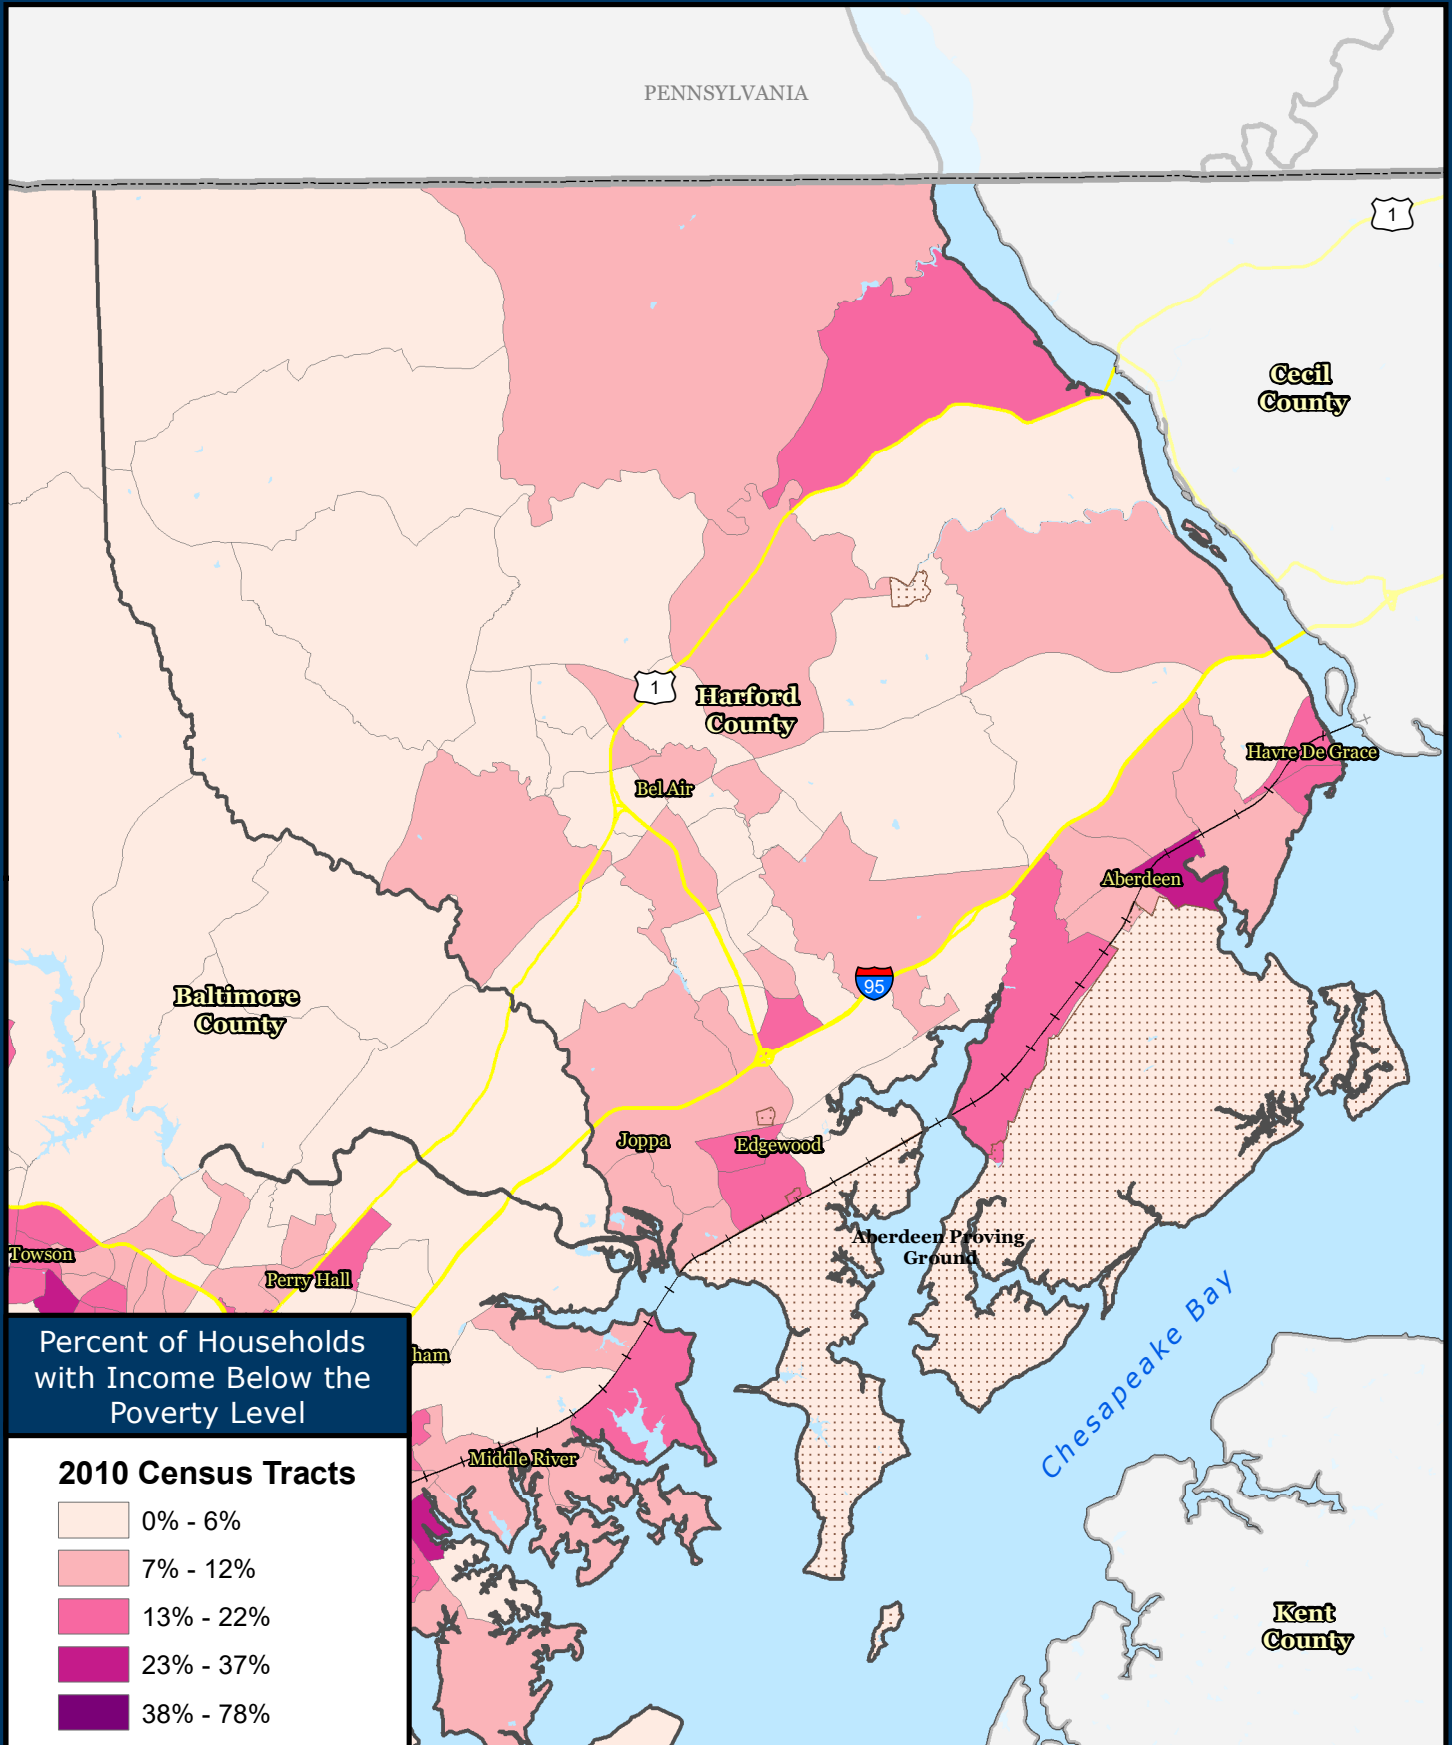 PENNSYLVANIA
1
Cecil
County
1
Harford
County
Havre De Grace
Bel Air
Aberdeen
95
Baltimore
County
Joppa
Edgewood
Aberdeen Proving
Ground
Towson
Perry Hall
ham
Chesapeake Bay
Middle River
Kent
County
Percent of Households
with Income Below the
Poverty Level
2010 Census Tracts
0% - 6%
7% - 12%
13% - 22%
23% - 37%
38% - 78%